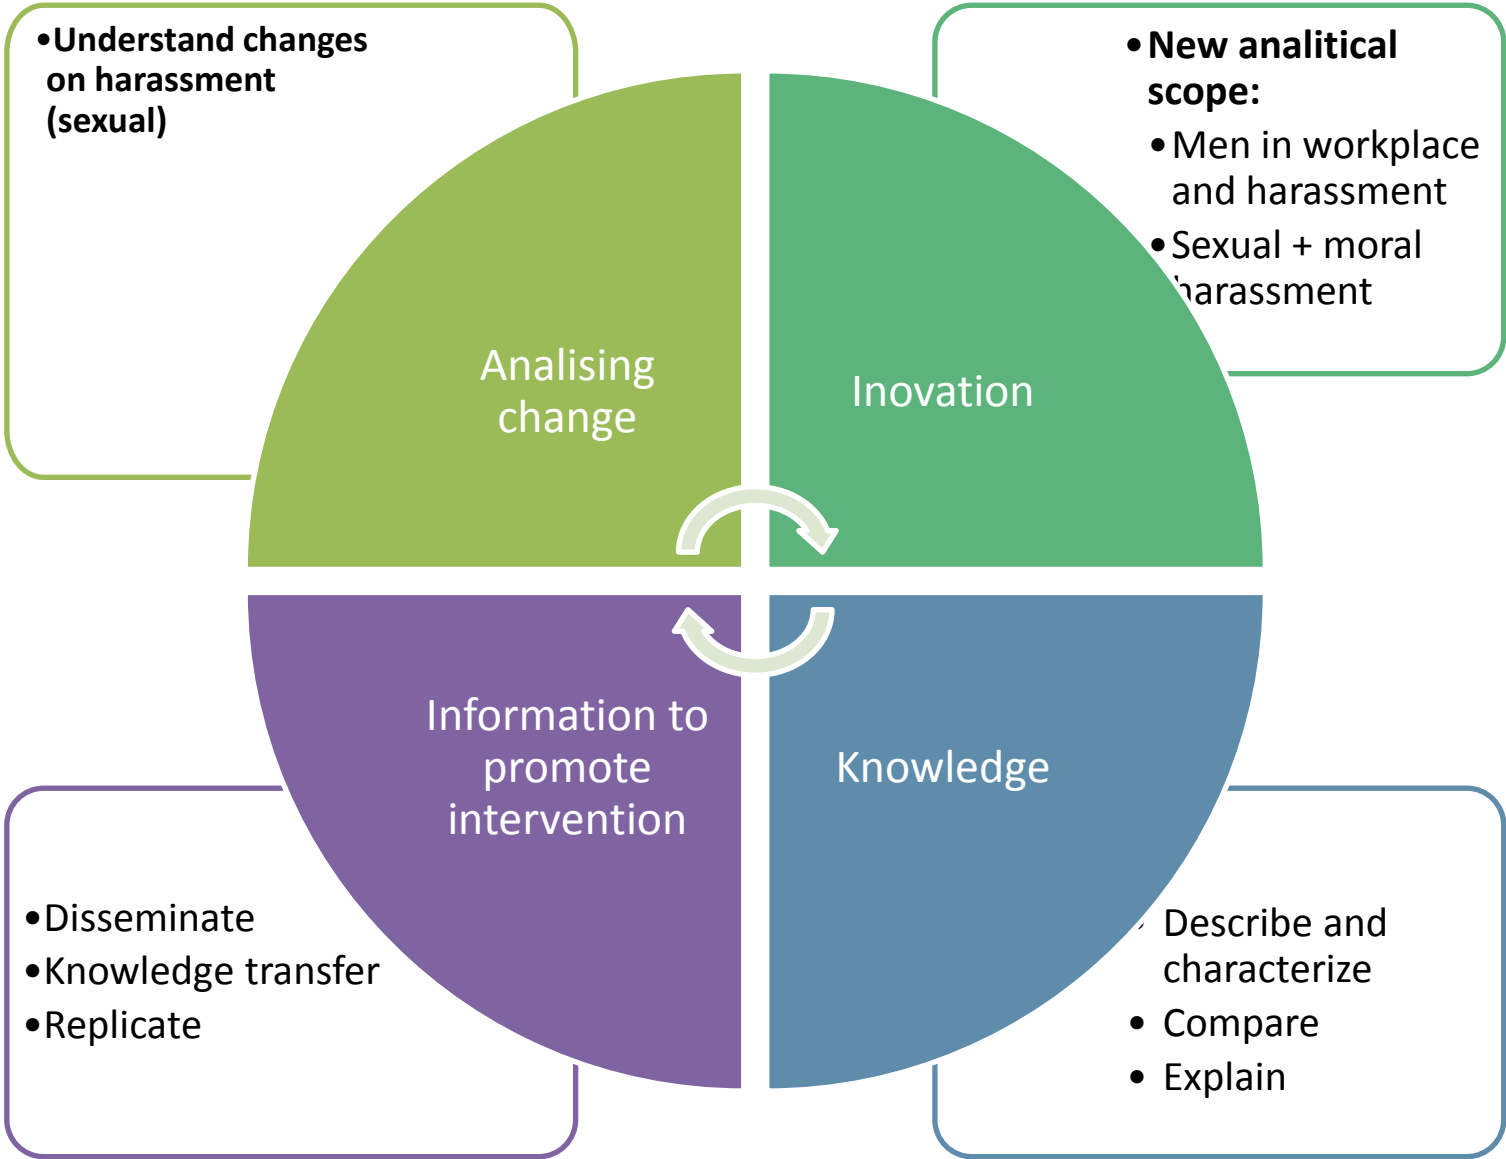 •Understand changes
on harassment
(sexual)
•New analitical
scope:
•Men in workplace
and harassment
•Sexual + moral
harassment
Analising
change
Inovation
Information to
promote
intervention
Knowledge
•Disseminate
•Knowledge transfer
•Replicate
• Describe and
characterize
• Compare
• Explain